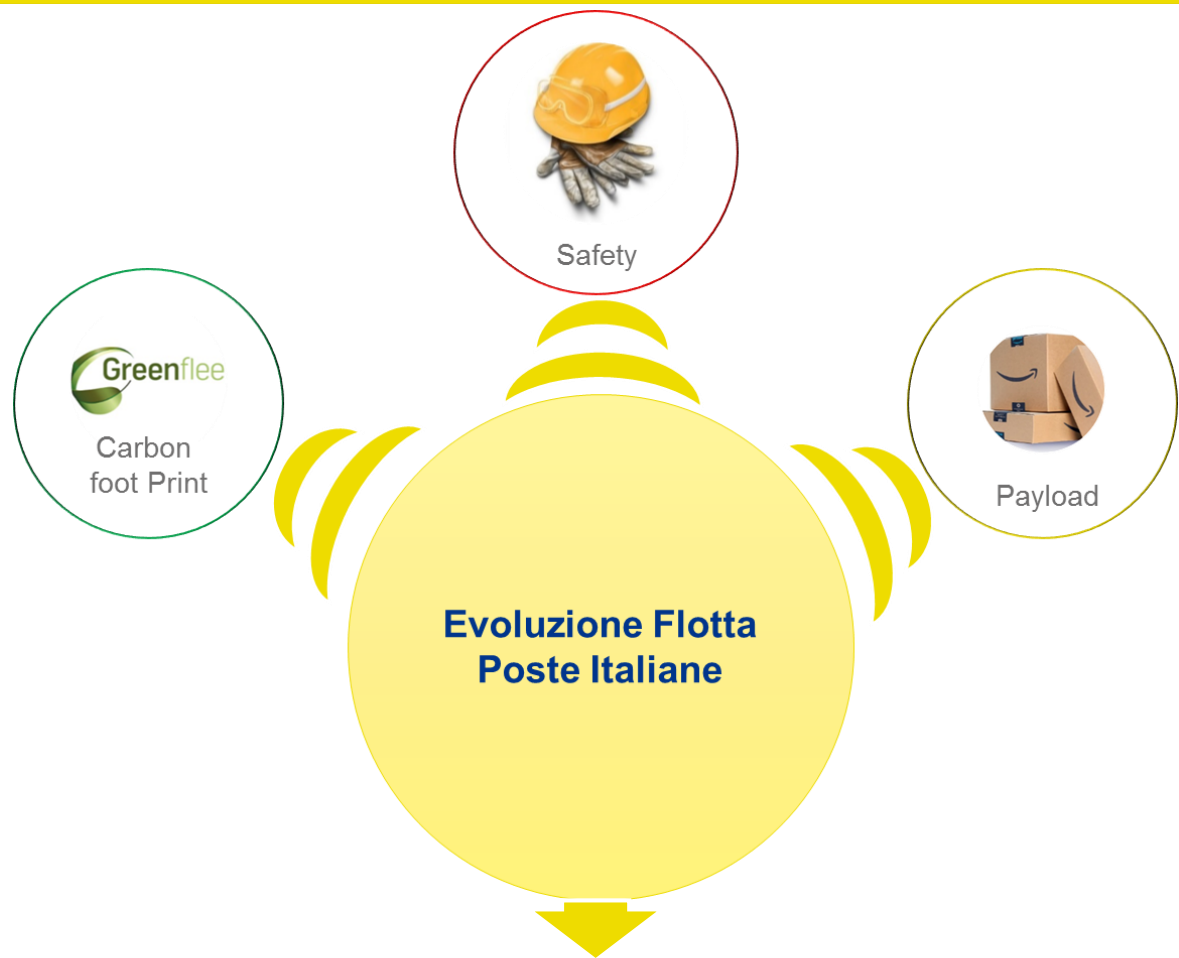 Safety
Greenflee
Carbon
foot Print
Payload
Evoluzione Flotta
Poste Italiane